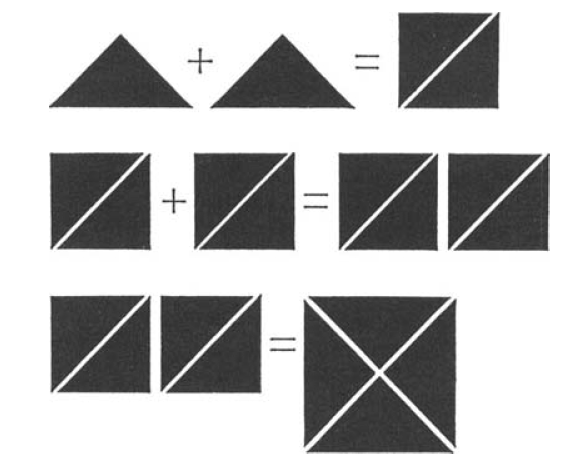 + =
+ =
=